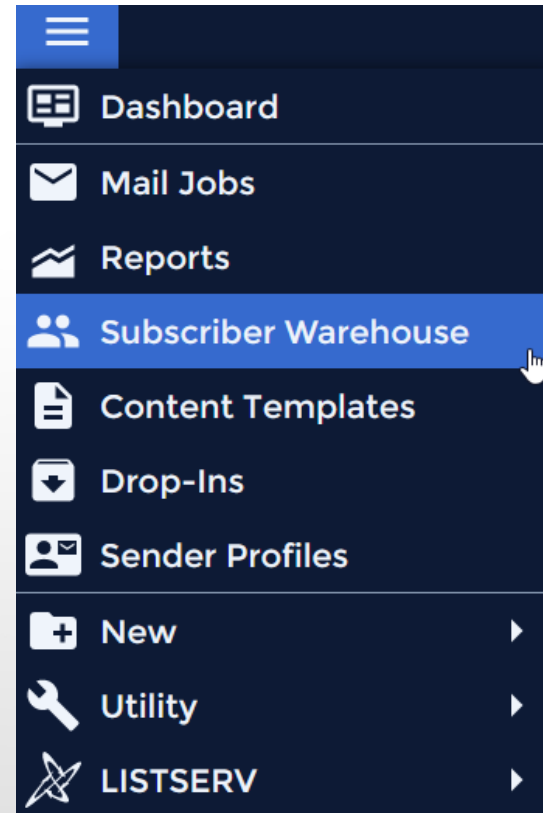 Dashboard
Mail Jobs
Reports
Subscriber Warehouse
Content Templates
Drop-Ins
Sender Profiles
New
Utility
LISTSERV